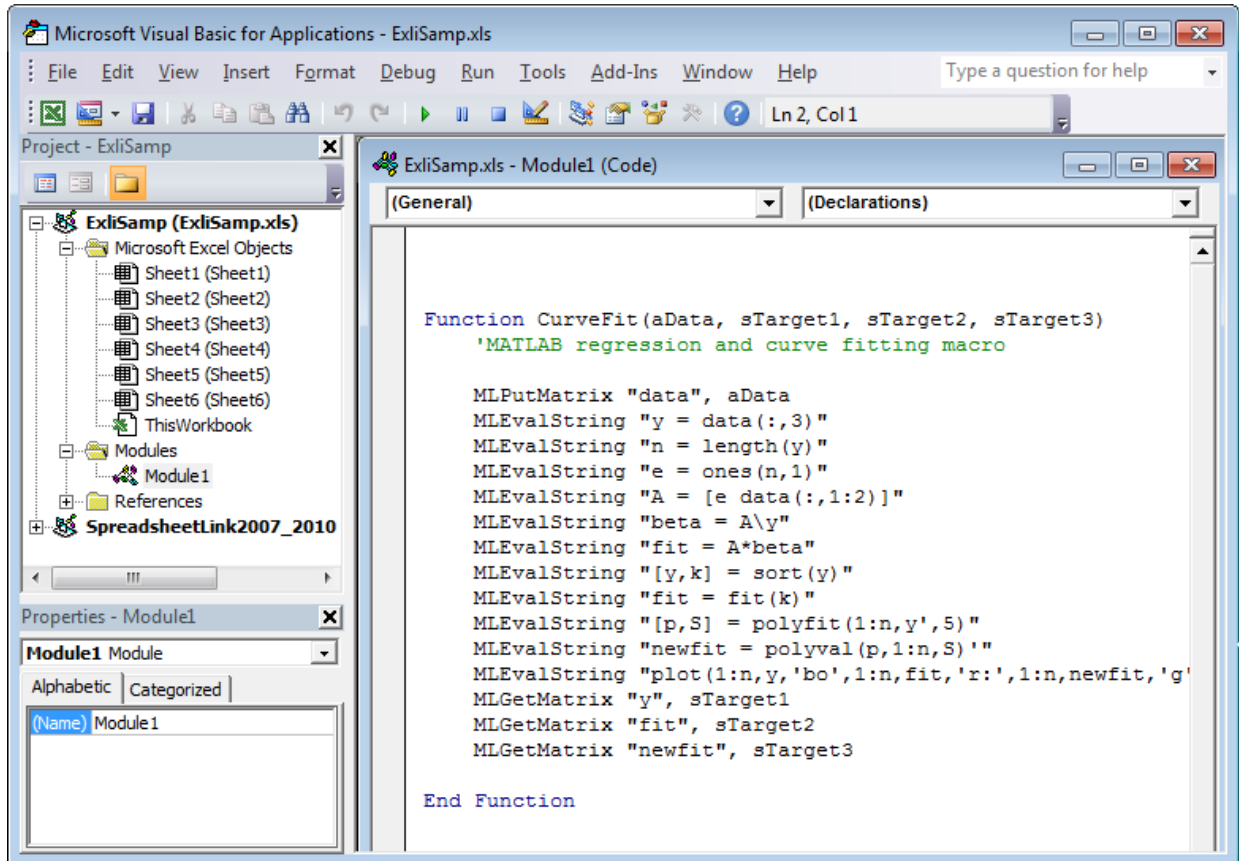 Microsoft Visual Basic for Applications - ExliSamp.xls
File Edit View Insert Format Debug Run Tools Add-Ins Window Help Type a question for help
Ln 2, Col 1
Project - ExliSamp
ExliSamp (ExliSamp.xls)
Microsoft Excel Objects
Sheet1 (Sheet1)
Sheet2 (Sheet2)
Sheet3 (Sheet3)
Sheet4 (Sheet4)
Sheet5 (Sheet5)
Sheet6 (Sheet6)
ThisWorkbook
Modules
Module1
References
SpreadsheetLink2007_2010
Properties - Module1
Module1 Module
Alphabetic Categorized
(Name) Module1
ExliSamp.xls - Module1 (Code)
(General) (Declarations)
Function CurveFit(aData, sTarget1, sTarget2, sTarget3)
'MATLAB regression and curve fitting macro
MLPutMatrix "data", aData
MLEvalString "y = data(:,3)"
MLEvalString "n = length(y)"
MLEvalString "e = ones(n,1)"
MLEvalString "A = [e data(:,1:2)]"
MLEvalString "beta = A\y"
MLEvalString "fit = A*beta"
MLEvalString "[y,k] = sort(y)"
MLEvalString "fit = fit(k)"
MLEvalString "[p,S] = polyfit(1:n,y',5)"
MLEvalString "newfit = polyval(p,1:n,S)'"
MLEvalString "plot(1:n,y,'bo',1:n,fit,'r:',1:n,newfit,'g'
MLGetMatrix "y", sTarget1
MLGetMatrix "fit", sTarget2
MLGetMatrix "newfit", sTarget3
End Function